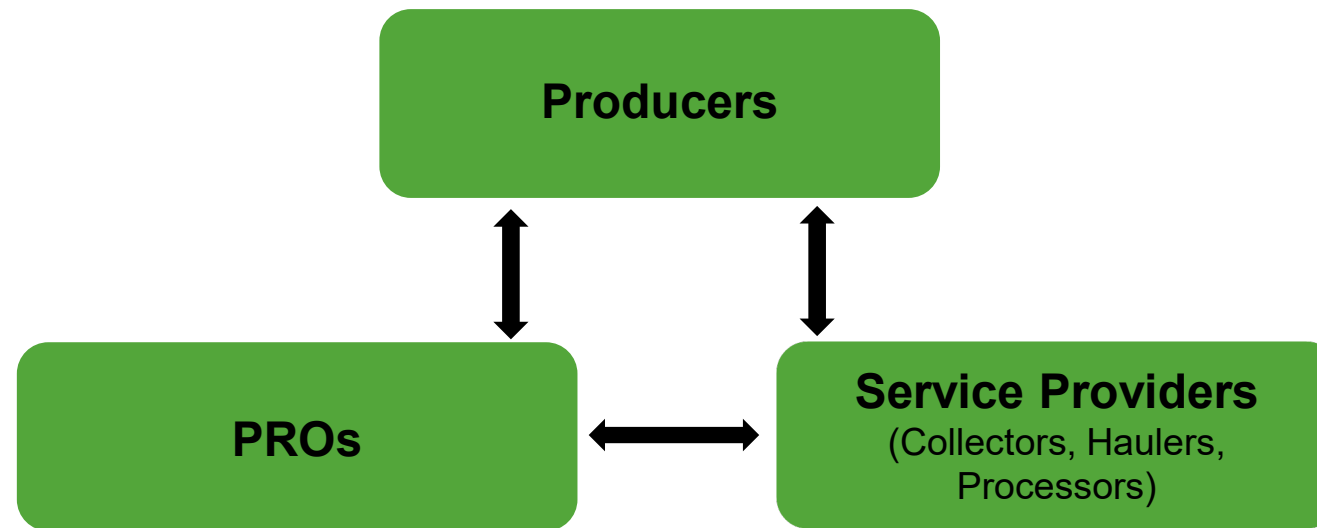 Producers
PROs
Service Providers
(Collectors, Haulers,
Processors)